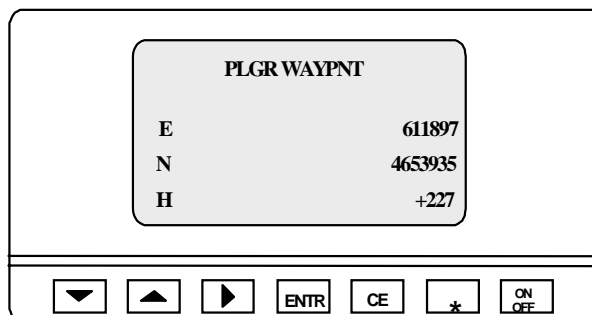 PLGR WAYPNT
E 611897
N 4653935
H +227
ENTR CE * ON
OFF